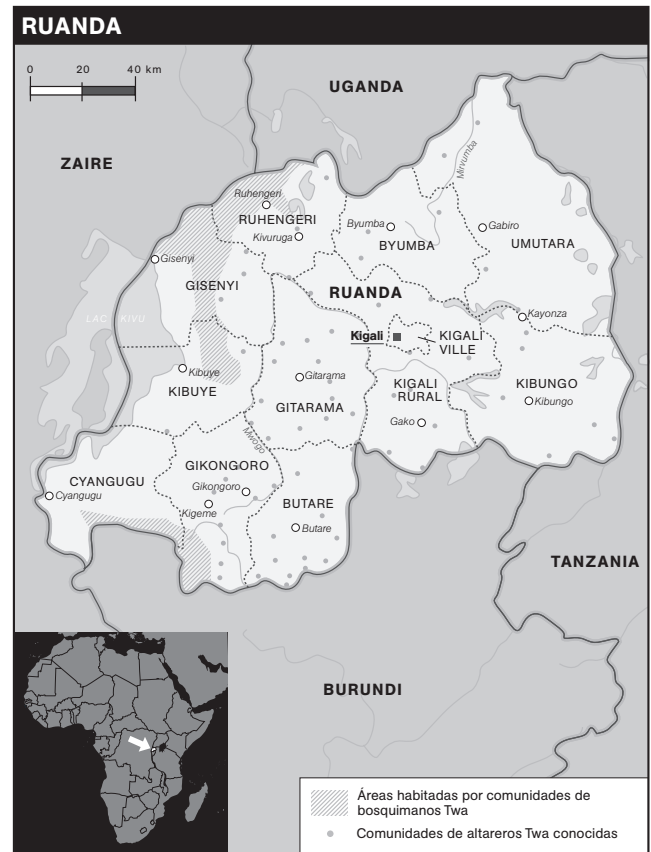 RUANDA
0 20 40 km
UGANDA
ZAIRE
Mirvumba
Ruhengeri
RUHENGERI
Kivuruga
Byumba
BYUMBA
Gabiro
UMUTARA
Gisenyi
GISENYI
RUANDA
LAC KIVU
Kayonza
Kigali
KIGALI
VILLE
Kibuye
KIBUYE
Gitarama
GITARAMA
KIGALI
RURAL
KIBUNGO
Kibungo
Gako
Mwogo
CYANGUGU
Cyangugu
GIKONGORO
Gikongoro
Kigeme
BUTARE
Butare
TANZANIA
BURUNDI
Áreas habitadas por comunidades de
bosquimanos Twa
Comunidades de altareros Twa conocidas